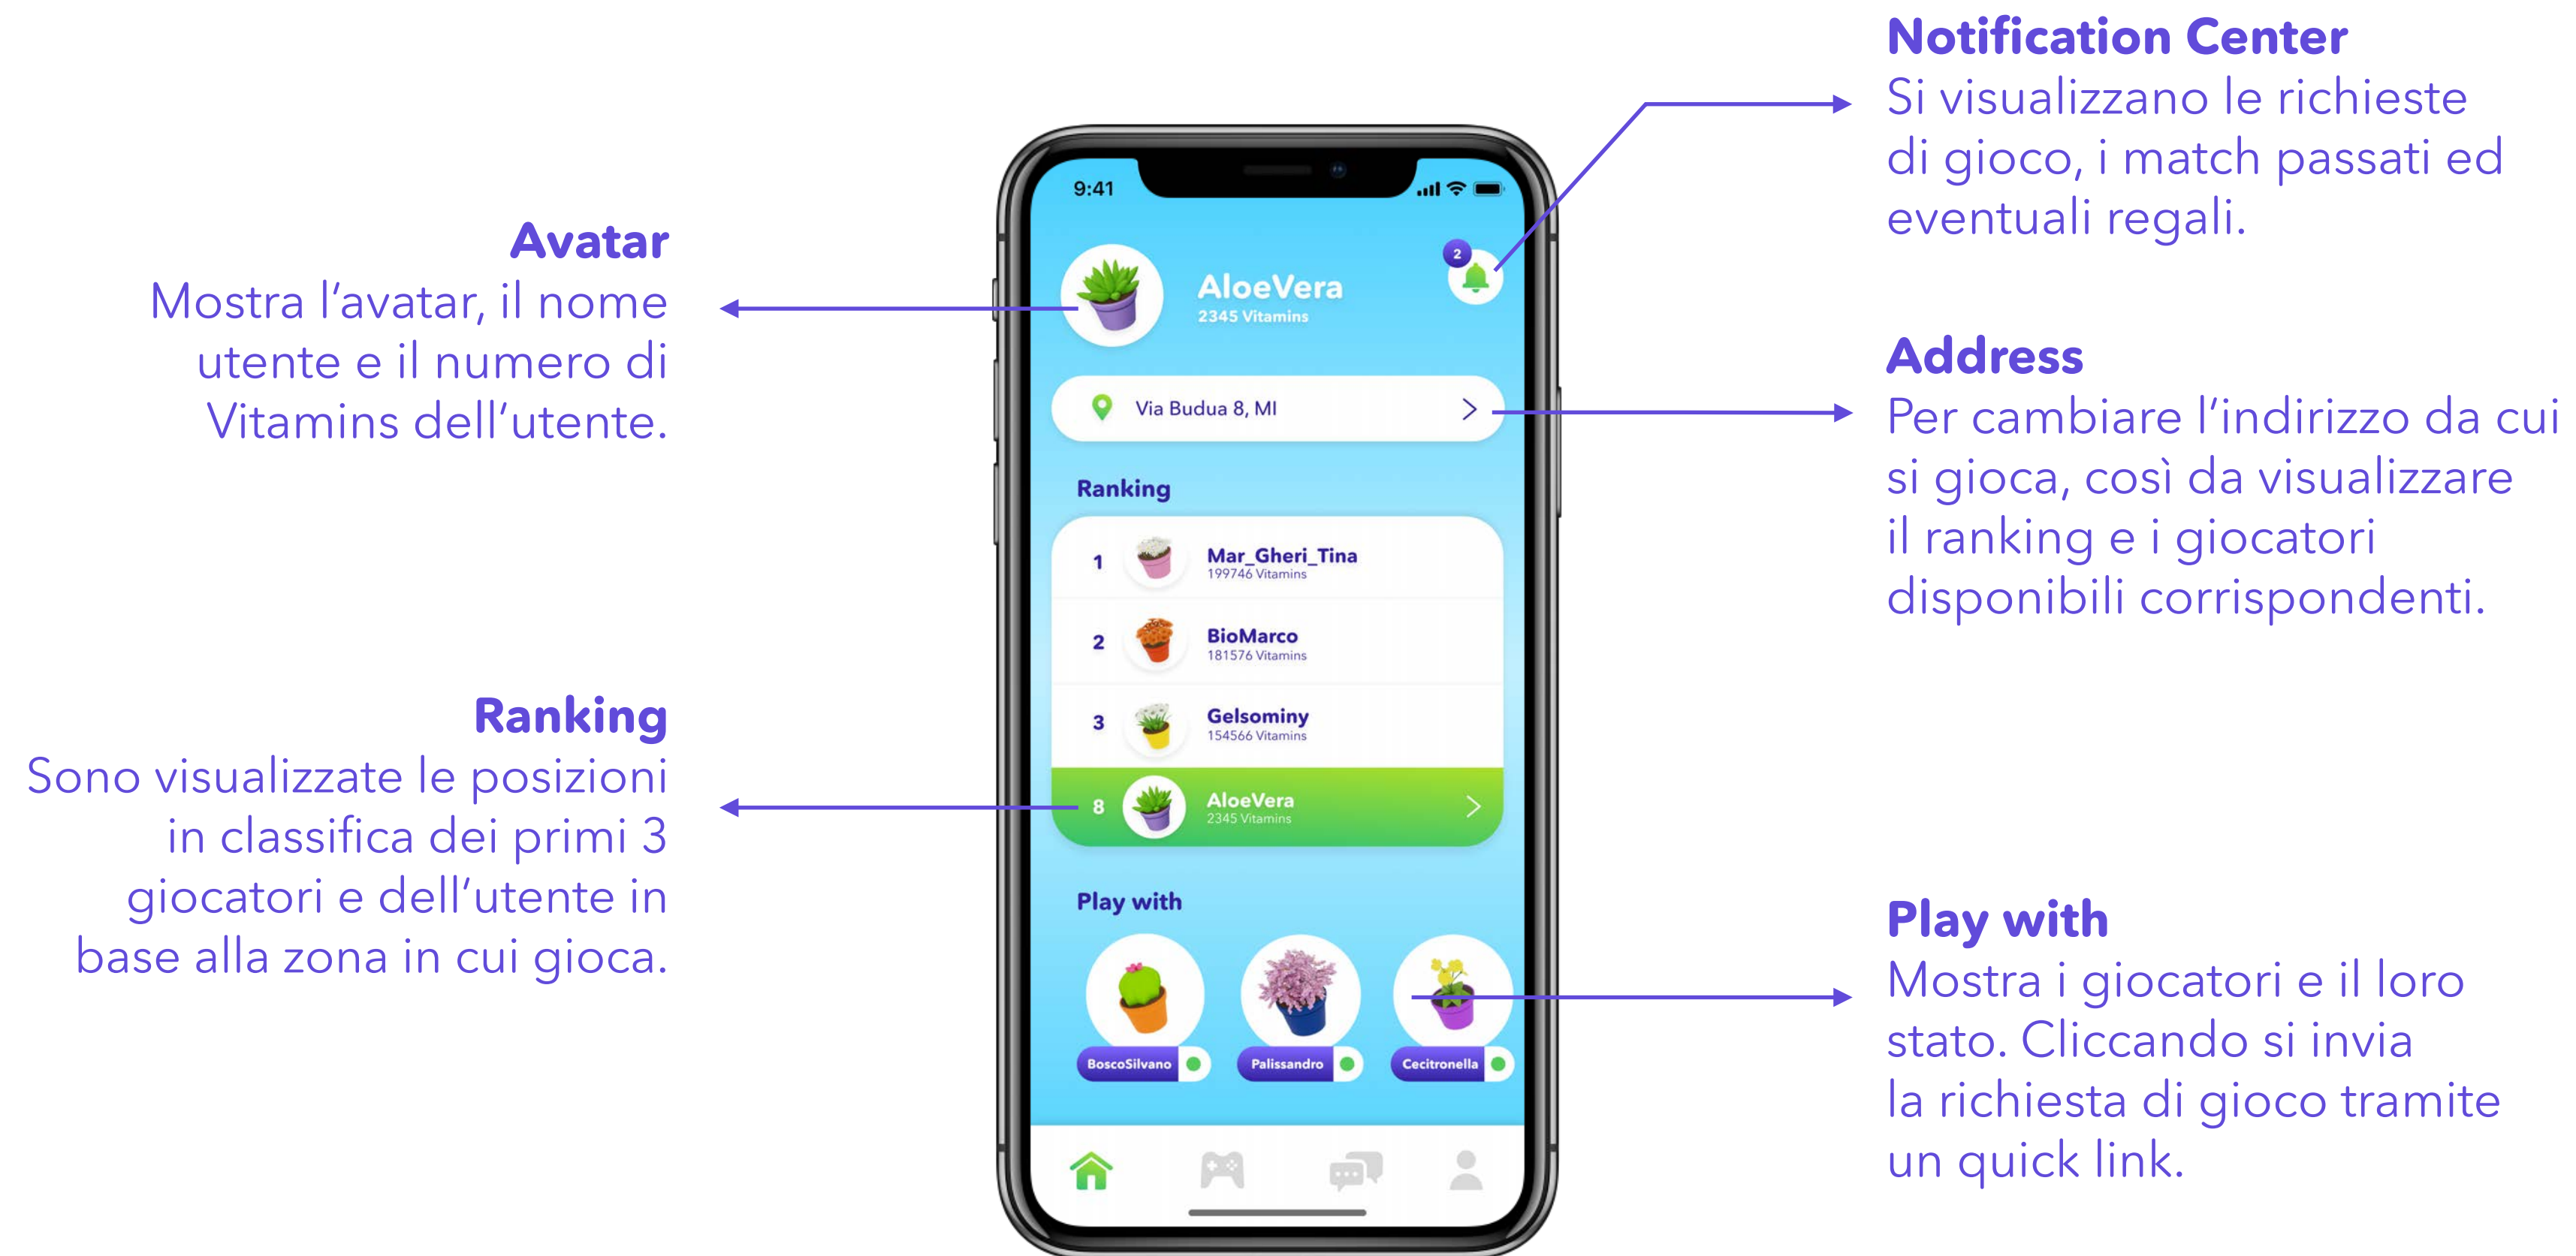 Avatar
Mostra l'avatar, il nome
utente e il numero di
Vitamins dell'utente.
Ranking
Sono visualizzate le posizioni
in classifica dei primi 3
giocatori e dell'utente in
base alla zona in cui gioca.
9:41
2
AloeVera
2345 Vitamins
Via Budua 8, MI
Ranking
1
Mar_Gheri_Tina
199746 Vitamins
2
BioMarco
181576 Vitamins
3
Gelsominy
154566 Vitamins
8
AloeVera
2345 Vitamins
Play with
BoscoSilvano
Palissandro
Cecitronella
Notification Center
Si visualizzano le richieste
di gioco, i match passati ed
eventuali regali.
Address
Per cambiare l'indirizzo da cui
si gioca, così da visualizzare
il ranking e i giocatori
disponibili corrispondenti.
Play with
Mostra i giocatori e il loro
stato. Cliccando si invia
la richiesta di gioco tramite
un quick link.